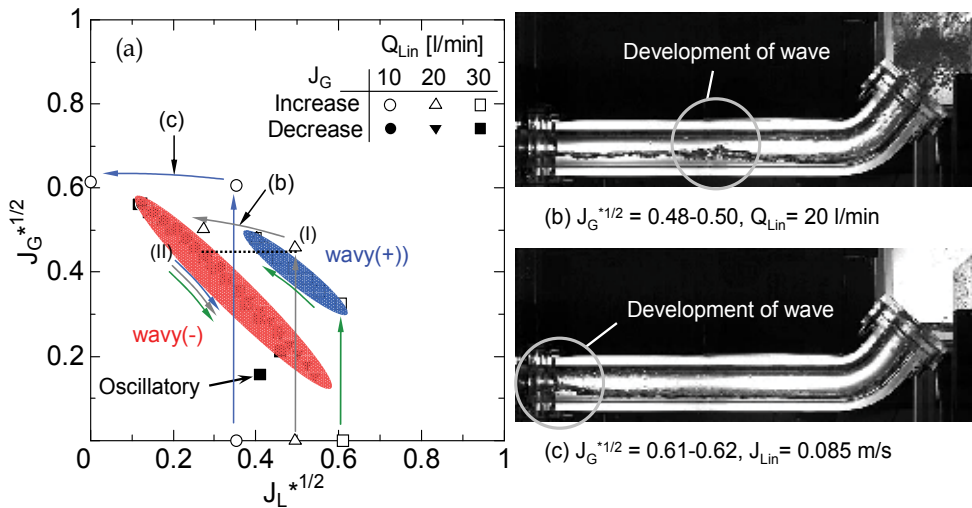 (a)
Q_Lin [l/min]
J_G 10 20 30
Increase
Decrease
1
0.8
0.6
0.4
0.2
0
J_G*^1/2
0 0.2 0.4 0.6 0.8 1
J_L*^1/2
(c)
(b)
(I)
(II)
wavy(+))
wavy(-)
Oscillatory
Development of wave
(b) J_G*^1/2 = 0.48-0.50, Q_Lin= 20 l/min
Development of wave
(c) J_G*^1/2 = 0.61-0.62, J_Lin= 0.085 m/s